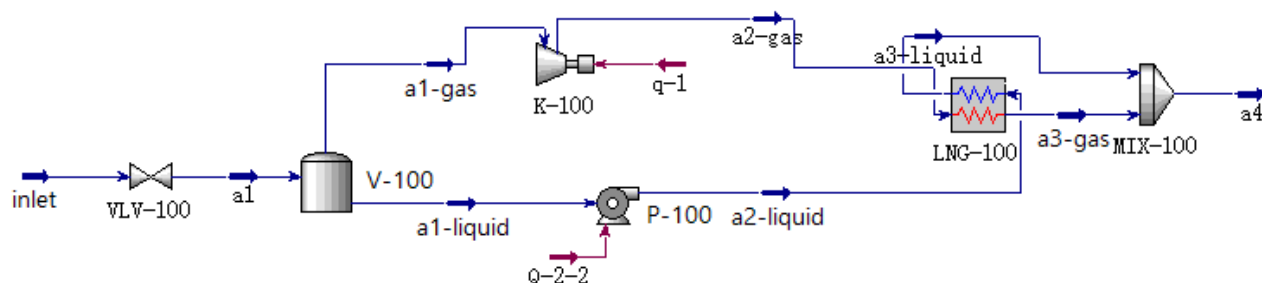 inlet
VLV-100
a1
V-100
a1-gas
K-100
q-1
a2-gas
a1-liquid
P-100
Q-2-2
a2-liquid
a3-liquid
LNG-100
a3-gas
MIX-100
a4